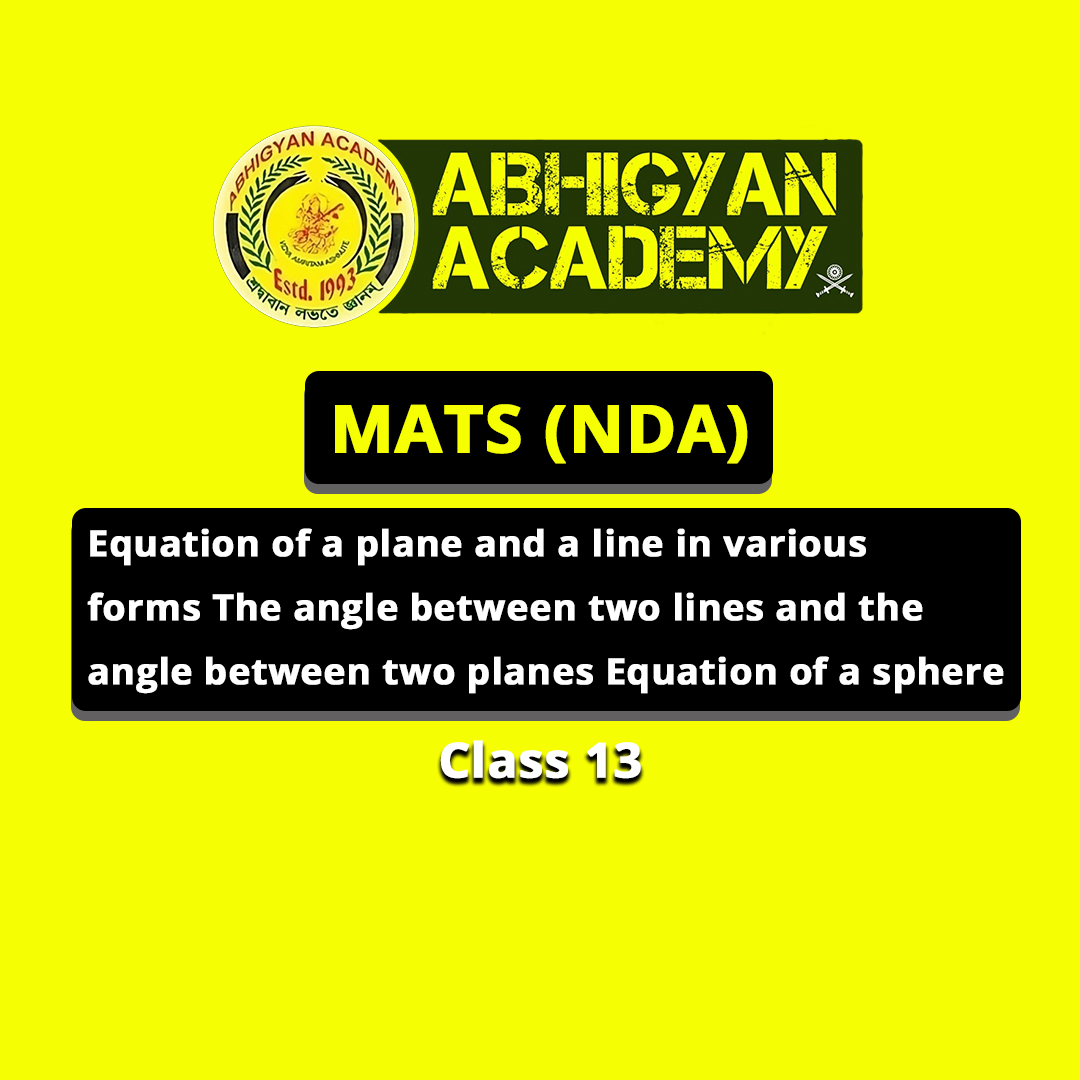 ABHIGYAN ACADEMY
VIDYA AMRITAM ASHNUTE
Estd. 1993
শ্রদ্ধাবান লভতে জ্ঞানম্
ABHIGYAN
ACADEMY
MATS (NDA)
Equation of a plane and a line in various
forms The angle between two lines and the
angle between two planes Equation of a sphere
Class 13